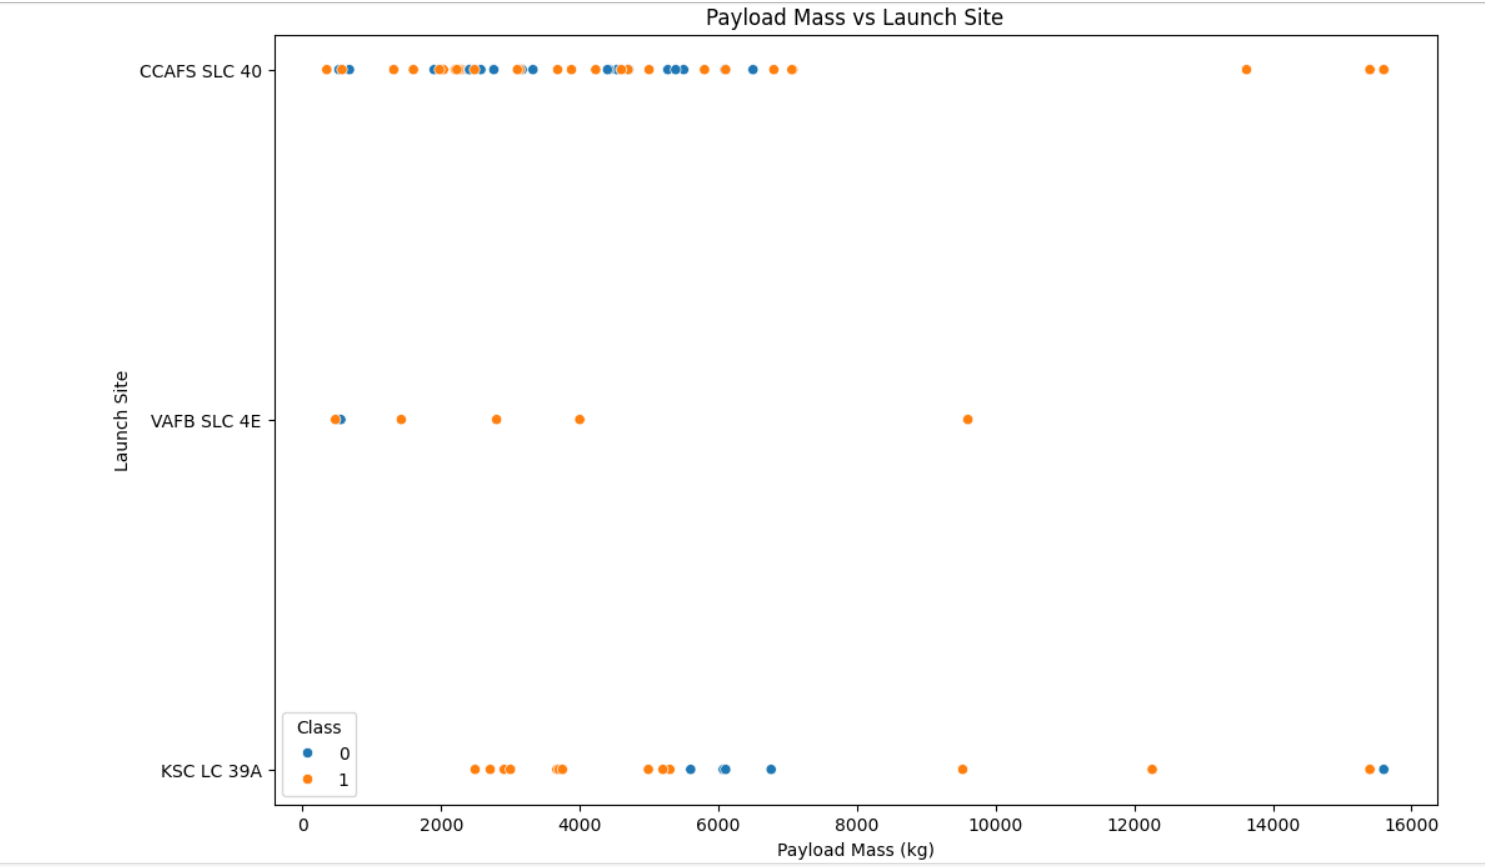 Payload Mass vs Launch Site
CCAFS SLC 40
VAFB SLC 4E
KSC LC 39A
Launch Site
Class
0
1
0 2000 4000 6000 8000 10000 12000 14000 16000
Payload Mass (kg)